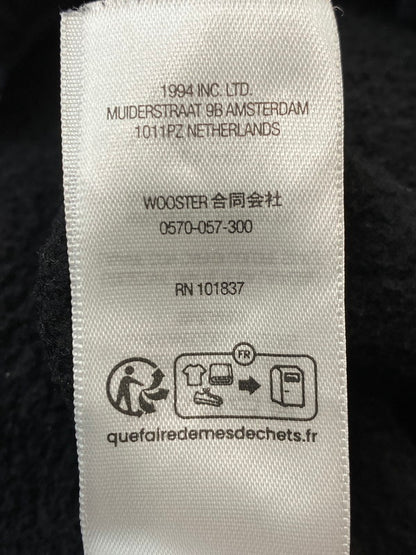 1994 INC. LTD.
MUIDERSTRAAT 9B AMSTERDAM
1011PZ NETHERLANDS
WOOSTER 合同会社
0570-057-300
RN 101837
FR
quefairedemesdechets.fr